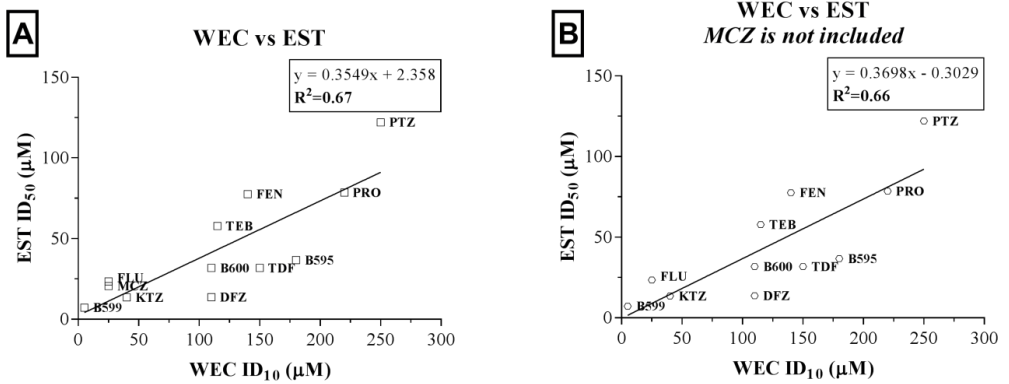 A
WEC vs EST
y = 0.3549x + 2.358
R²=0.67
EST ID₅₀ (μM)
150
100
50
0
PTZ
PRO
FEN
TEB
B600
TDF
B595
FLU
MCZ
KTZ
DFZ
B599
0 50 100 150 200 250 300
WEC ID₁₀ (μM)
B
WEC vs EST
MCZ is not included
y = 0.3698x - 0.3029
R²=0.66
EST ID₅₀ (μM)
150
100
50
0
PTZ
PRO
FEN
TEB
B600
TDF
B595
FLU
KTZ
DFZ
B599
0 50 100 150 200 250 300
WEC ID₁₀ (μM)